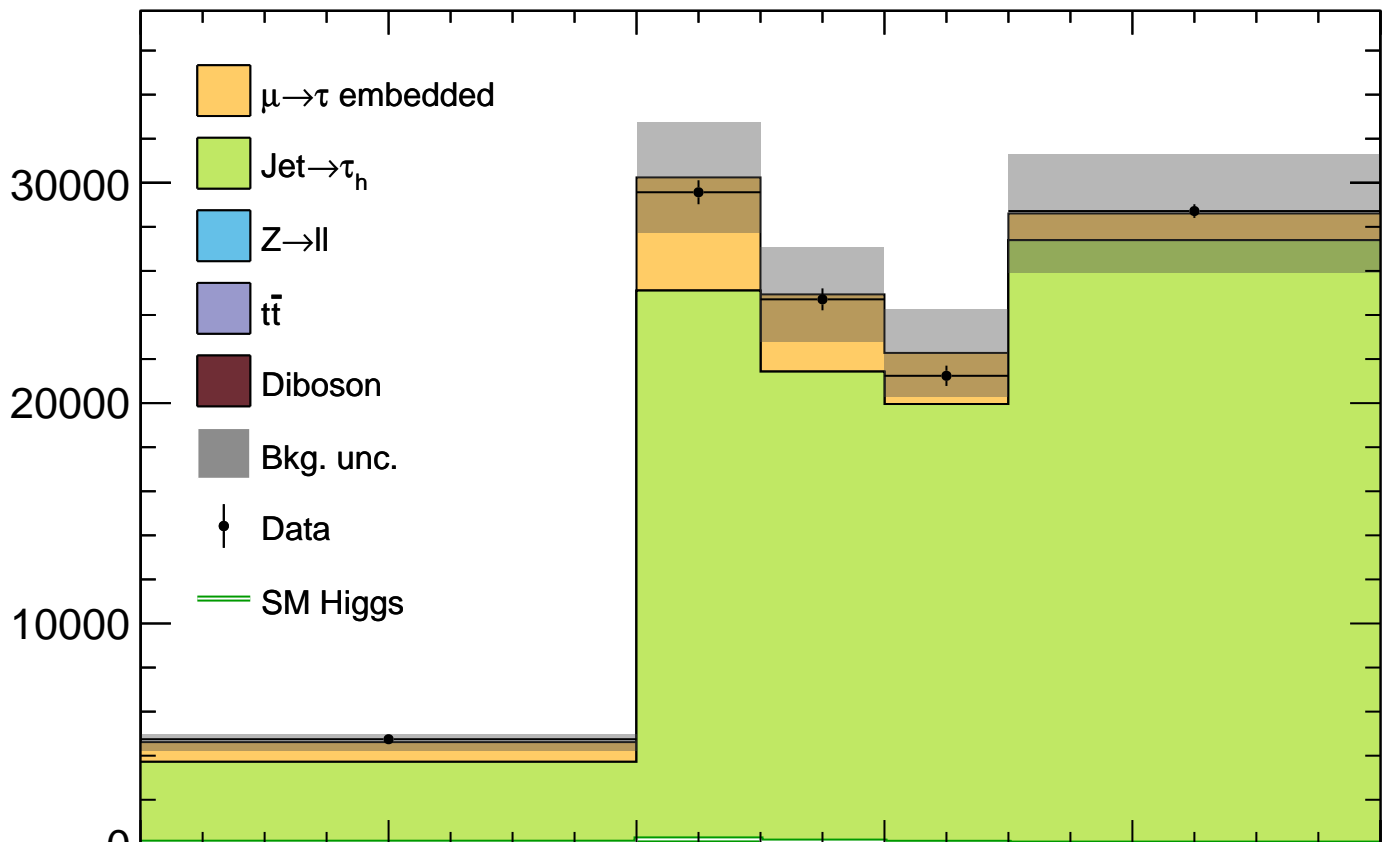 μ→τ embedded
Jet→τh
Z→ll
tt̄
Diboson
Bkg. unc.
Data
SM Higgs
30000
20000
10000
0